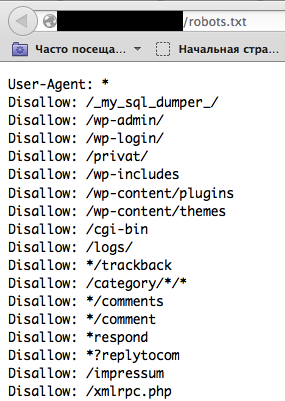 /robots.txt
Часто посеща... Начальная стра...
User-Agent: *
Disallow: /_my_sql_dumper_/
Disallow: /wp-admin/
Disallow: /wp-login/
Disallow: /privat/
Disallow: /wp-includes
Disallow: /wp-content/plugins
Disallow: /wp-content/themes
Disallow: /cgi-bin
Disallow: /logs/
Disallow: */trackback
Disallow: /category/*/*
Disallow: */comments
Disallow: */comment
Disallow: *respond
Disallow: *?replytocom
Disallow: /impressum
Disallow: /xmlrpc.php